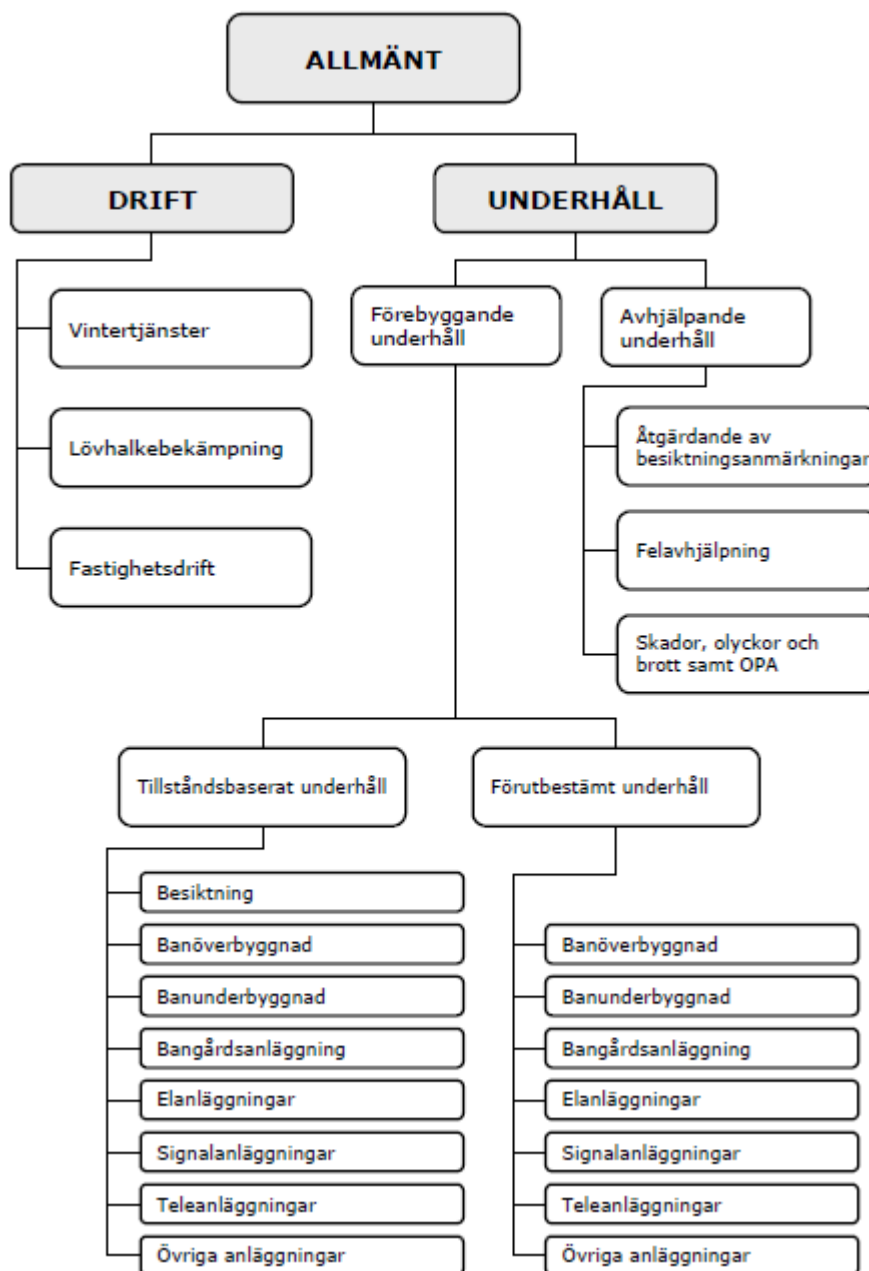 ALLMÄNT
DRIFT
UNDERHÅLL
Vintertjänster
Lövhalkebekämpning
Fastighetsdrift
Förebyggande
underhåll
Avhjälpande
underhåll
Åtgärdande av
besiktningsanmärkningar
Felavhjälpning
Skador, olyckor och
brott samt OPA
Tillståndsbaserat underhåll
Förutbestämt underhåll
Besiktning
Banöverbyggnad
Banunderbyggnad
Bangårdsanläggning
Elanläggningar
Signalanläggningar
Teleanläggningar
Övriga anläggningar
Banöverbyggnad
Banunderbyggnad
Bangårdsanläggning
Elanläggningar
Signalanläggningar
Teleanläggningar
Övriga anläggningar